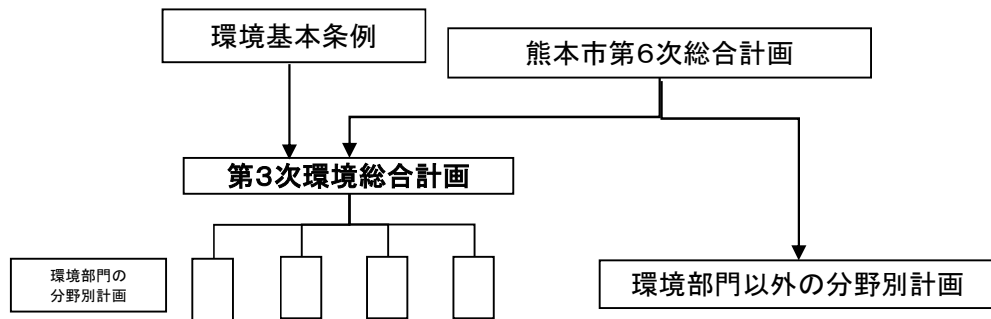 環境基本条例
熊本市第６次総合計画
第３次環境総合計画
環境部門の
分野別計画
環境部門以外の分野別計画